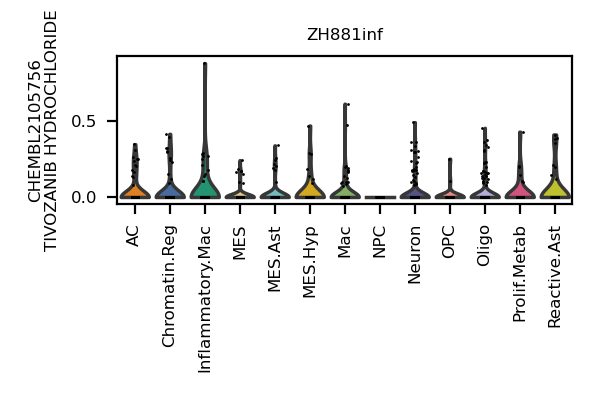 ZH881inf
CHEMBL2105756
TIVOZANIB HYDROCHLORIDE
0.5
0.0
AC
Chromatin.Reg
Inflammatory.Mac
MES
MES.Ast
MES.Hyp
Mac
NPC
Neuron
OPC
Oligo
Prolif.Metab
Reactive.Ast